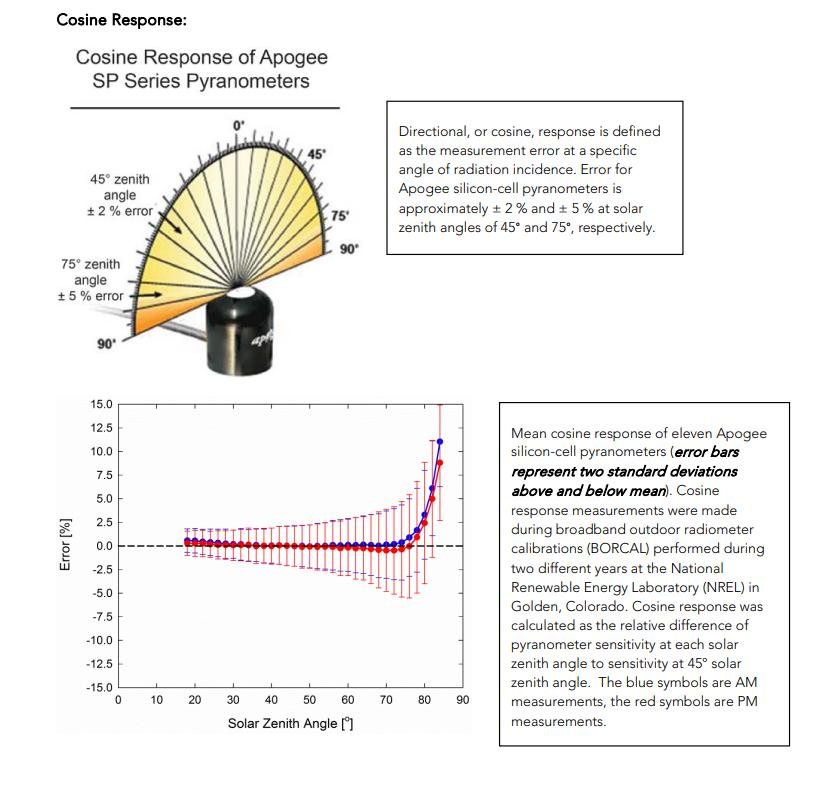 Cosine Response:
Cosine Response of Apogee
SP Series Pyranometers
0°
45°
75°
90°
45° zenith
angle
± 2 % error
75° zenith
angle
± 5 % error
90°
Directional, or cosine, response is defined
as the measurement error at a specific
angle of radiation incidence. Error for
Apogee silicon-cell pyranometers is
approximately ± 2 % and ± 5 % at solar
zenith angles of 45° and 75°, respectively.
15.0
12.5
10.0
7.5
5.0
2.5
0.0
-2.5
-5.0
-7.5
-10.0
-12.5
-15.0
Error [%]
0 10 20 30 40 50 60 70 80 90
Solar Zenith Angle [°]
Mean cosine response of eleven Apogee
silicon-cell pyranometers (error bars
represent two standard deviations
above and below mean). Cosine
response measurements were made
during broadband outdoor radiometer
calibrations (BORCAL) performed during
two different years at the National
Renewable Energy Laboratory (NREL) in
Golden, Colorado. Cosine response was
calculated as the relative difference of
pyranometer sensitivity at each solar
zenith angle to sensitivity at 45° solar
zenith angle. The blue symbols are AM
measurements, the red symbols are PM
measurements.